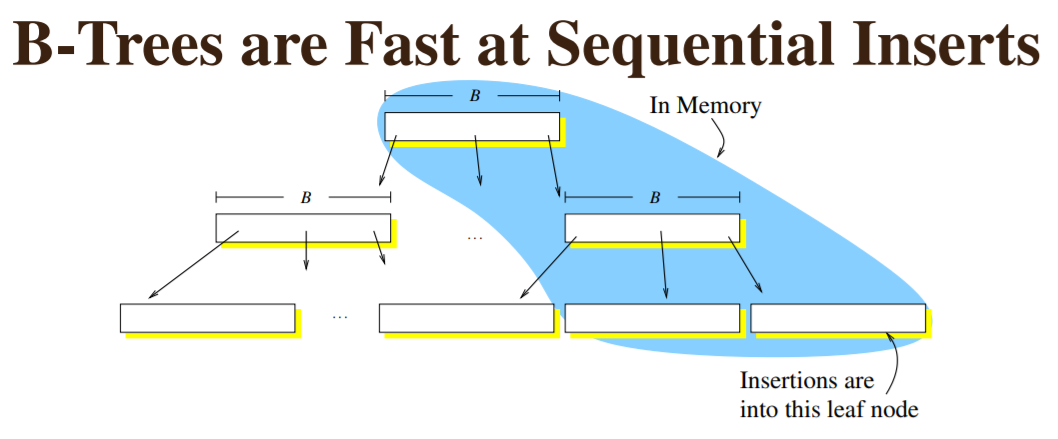 B-Trees are Fast at Sequential Inserts
B
In Memory
B
B
...
...
Insertions are
into this leaf node